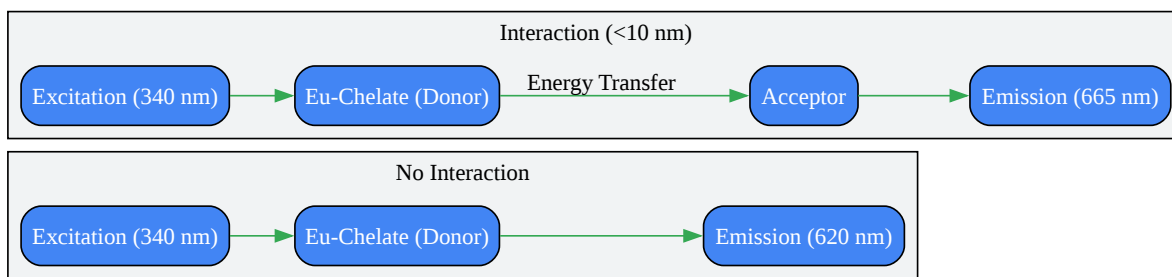 Interaction (<10 nm)
Excitation (340 nm)
Eu-Chelate (Donor)
Energy Transfer
Acceptor
Emission (665 nm)
No Interaction
Excitation (340 nm)
Eu-Chelate (Donor)
Emission (620 nm)